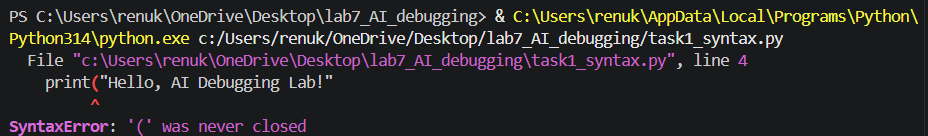 PS C:\Users\renuk\OneDrive\Desktop\lab7_AI_debugging> & C:\Users\renuk\AppData\Local\Programs\Python\
Python314\python.exe c:/Users/renuk/OneDrive/Desktop/lab7_AI_debugging/task1_syntax.py
  File "c:\Users\renuk\OneDrive\Desktop\lab7_AI_debugging\task1_syntax.py", line 4
    print("Hello, AI Debugging Lab!"
         ^
SyntaxError: '(' was never closed